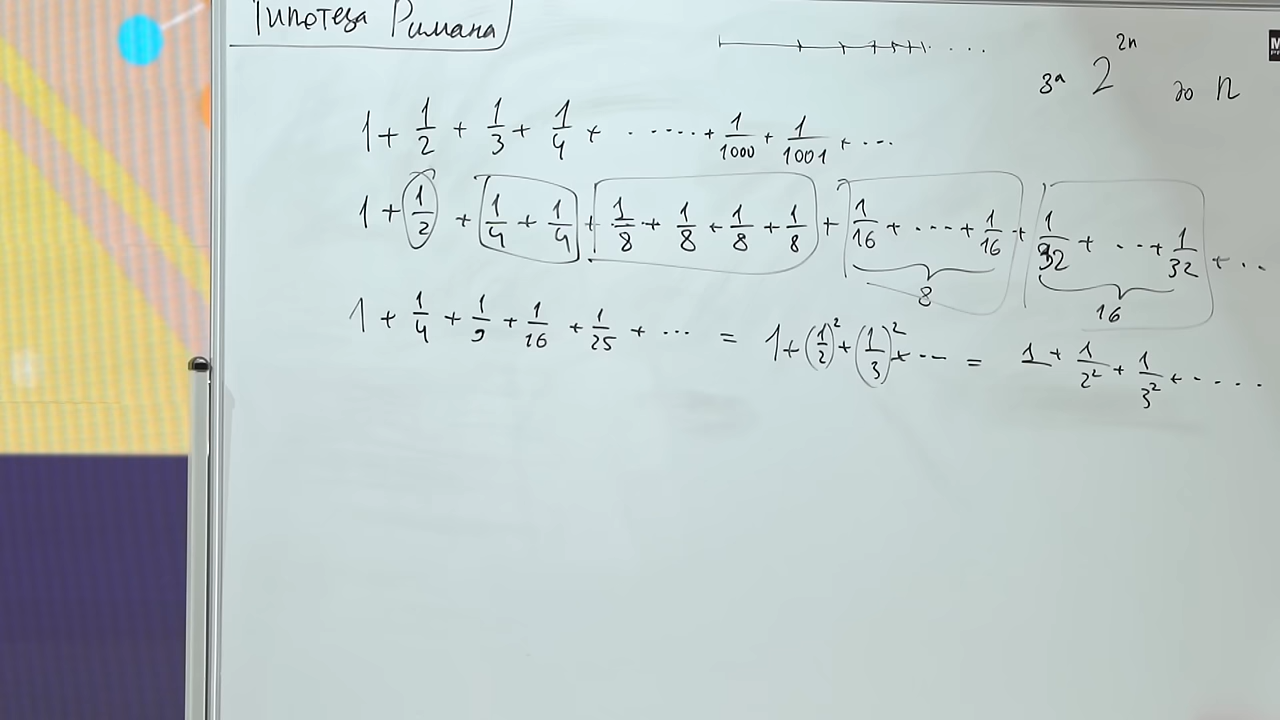 Гипотеза Римана
за 2^{2n} до n
1 + 1/2 + 1/3 + 1/4 + ...... + 1/1000 + 1/1001 + ...
1 + 1/2 + 1/4 + 1/4 + 1/8 + 1/8 + 1/8 + 1/8 + 1/16 + ... + 1/16 + 1/32 + ... + 1/32 + ...
8 16
1 + 1/4 + 1/9 + 1/16 + 1/25 + ... = 1 + (1/2)^2 + (1/3)^2 + ... = 1 + 1/2^2 + 1/3^2 + ....